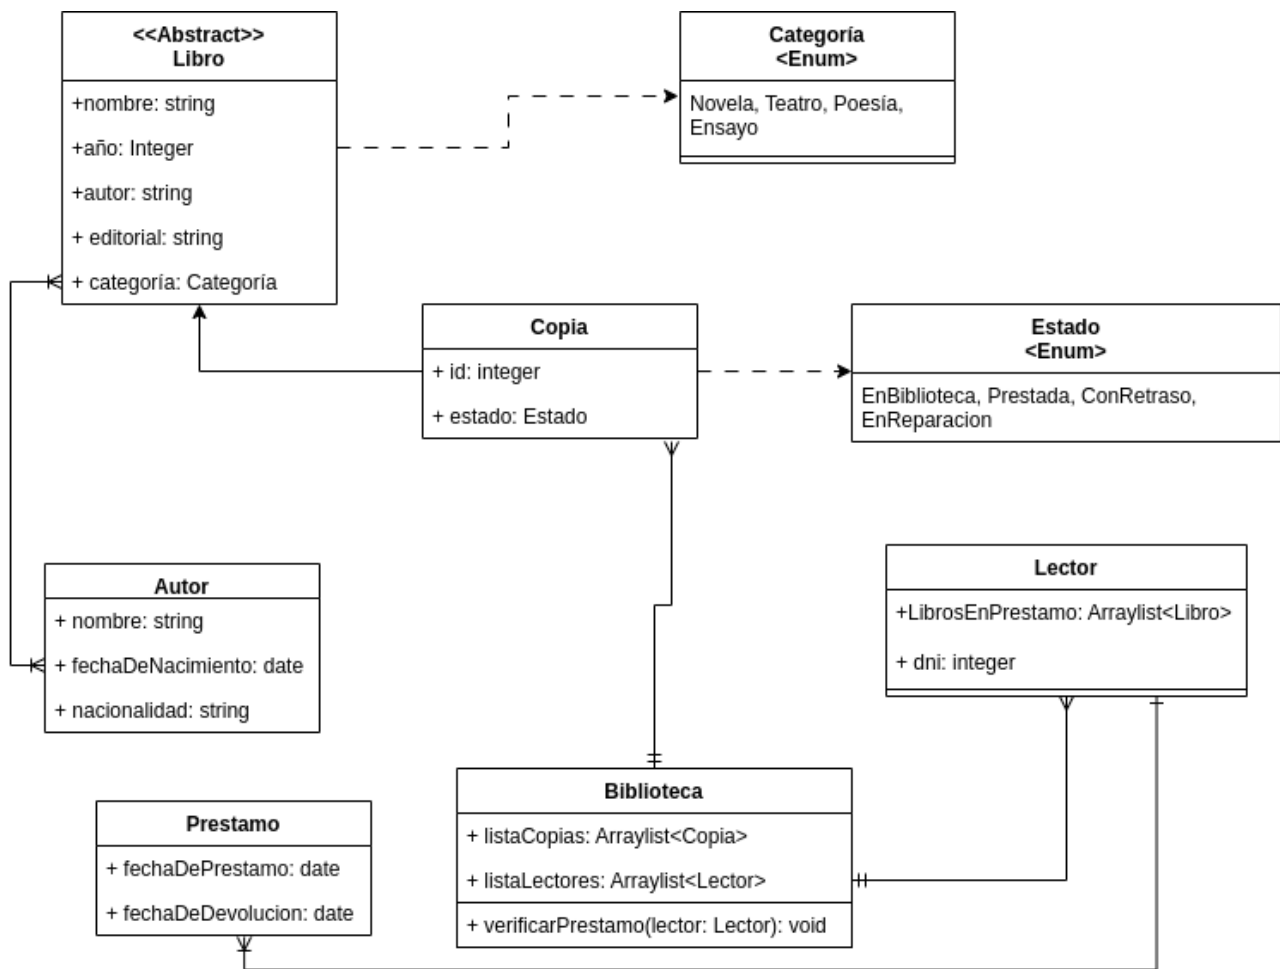 <<Abstract>>
Libro
+nombre: string
+año: Integer
+autor: string
+ editorial: string
+ categoría: Categoría
Categoría
<Enum>
Novela, Teatro, Poesía,
Ensayo
Copia
+ id: integer
+ estado: Estado
Estado
<Enum>
EnBiblioteca, Prestada, ConRetraso,
EnReparacion
Autor
+ nombre: string
+ fechaDeNacimiento: date
+ nacionalidad: string
Lector
+LibrosEnPrestamo: Arraylist<Libro>
+ dni: integer
Prestamo
+ fechaDePrestamo: date
+ fechaDeDevolucion: date
Biblioteca
+ listaCopias: Arraylist<Copia>
+ listaLectores: Arraylist<Lector>
+ verificarPrestamo(lector: Lector): void